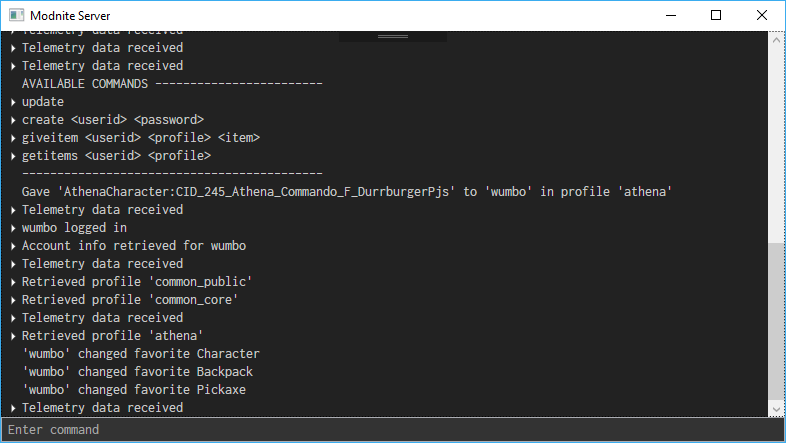 Modnite Server
Telemetry data received
Telemetry data received
Telemetry data received
AVAILABLE COMMANDS ------------------------
update
create <userid> <password>
giveitem <userid> <profile> <item>
getitems <userid> <profile>
-------------------------------------------
Gave 'AthenaCharacter:CID_245_Athena_Commando_F_DurrburgerPjs' to 'wumbo' in profile 'athena'
Telemetry data received
wumbo logged in
Account info retrieved for wumbo
Telemetry data received
Retrieved profile 'common_public'
Retrieved profile 'common_core'
Telemetry data received
Retrieved profile 'athena'
'wumbo' changed favorite Character
'wumbo' changed favorite Backpack
'wumbo' changed favorite Pickaxe
Telemetry data received
Enter command